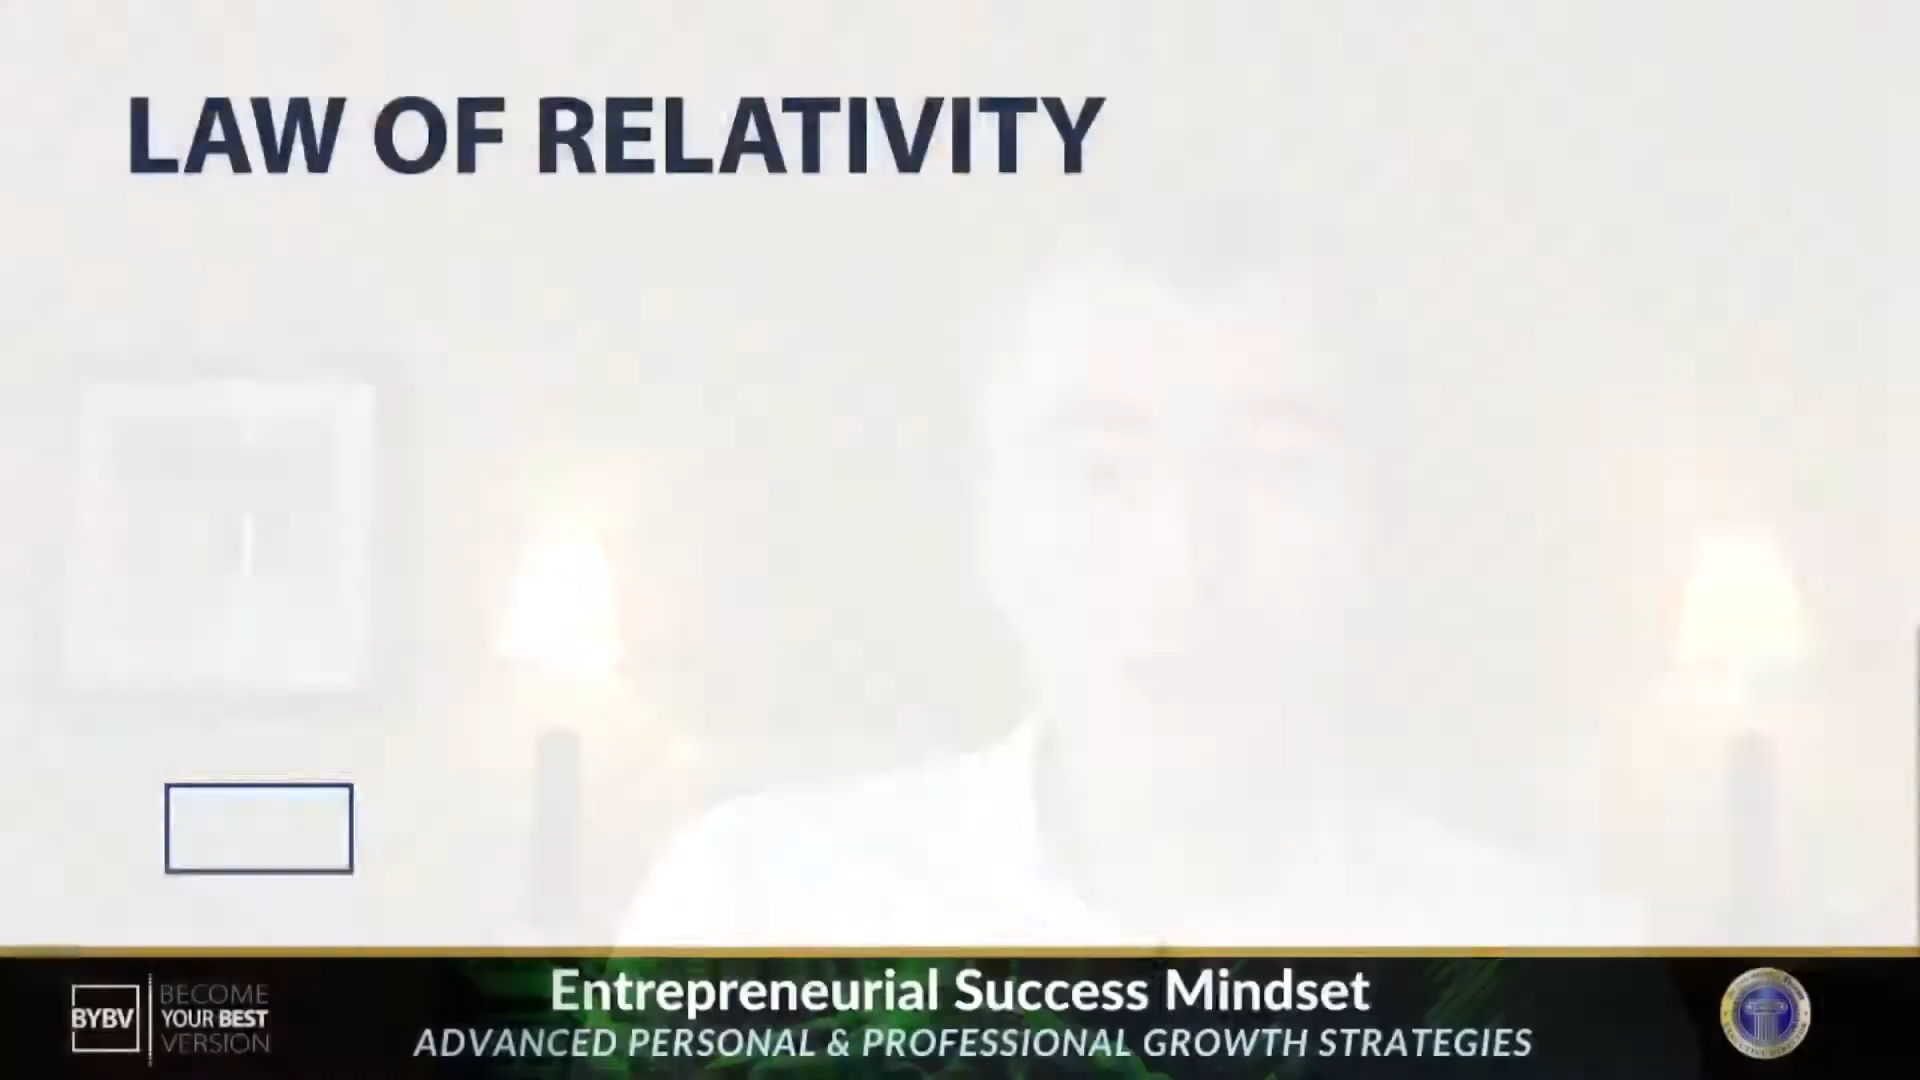 LAW OF RELATIVITY
Entrepreneurial Success Mindset
ADVANCED PERSONAL & PROFESSIONAL GROWTH STRATEGIES
BYBV
BECOME
YOUR BEST
VERSION